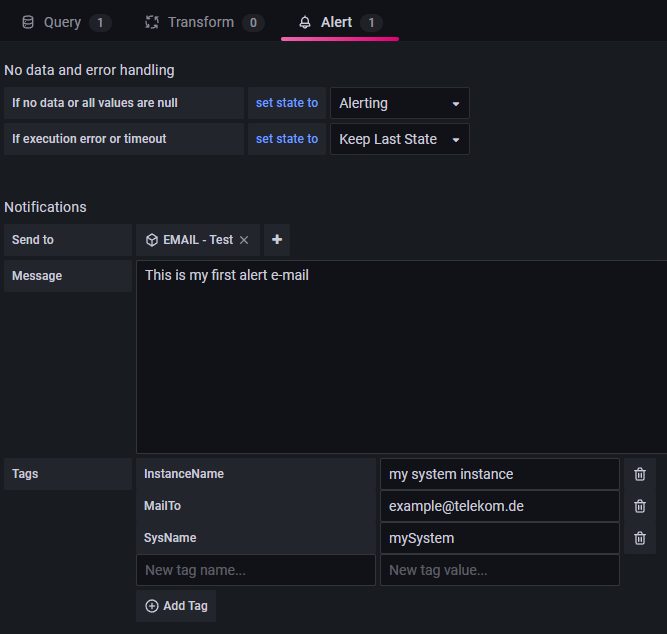 Query 1 Transform 0 Alert 1
No data and error handling
If no data or all values are null set state to Alerting
If execution error or timeout set state to Keep Last State
Notifications
Send to EMAIL - Test
Message This is my first alert e-mail
Tags InstanceName my system instance
MailTo example@telekom.de
SysName mySystem
New tag name... New tag value...
Add Tag